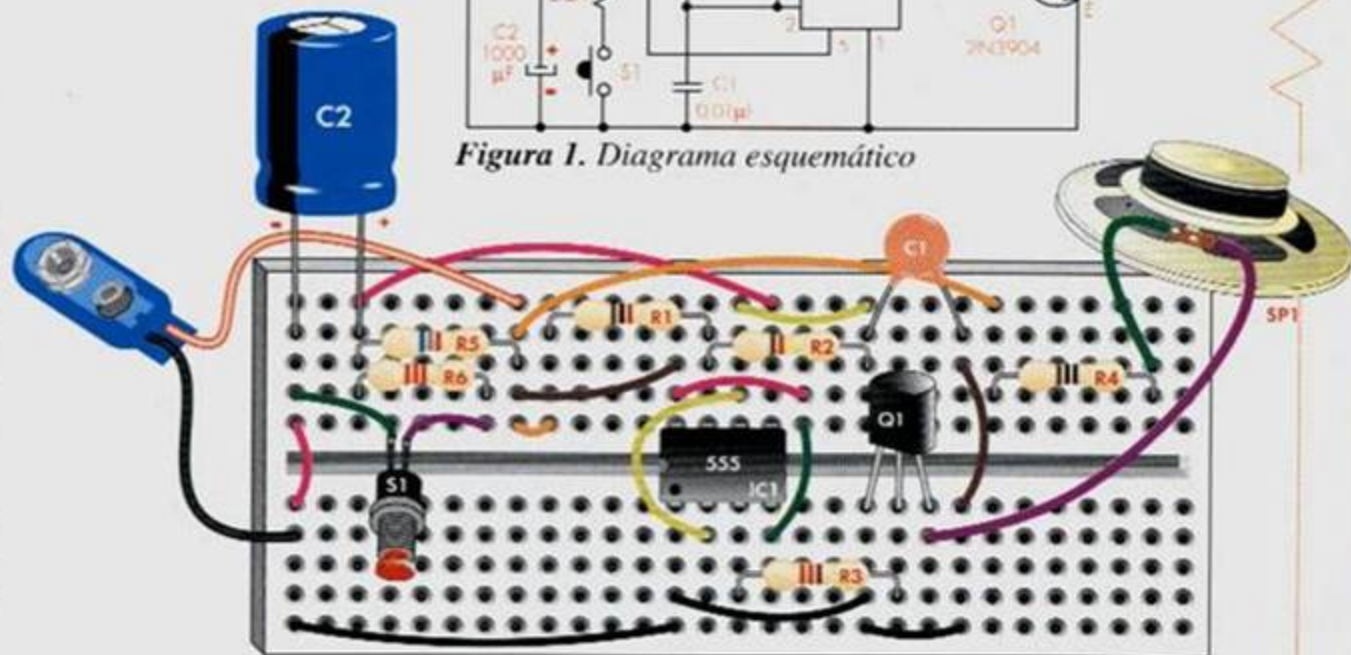 C2
1000
µF
+
-
S1
C1
0.01µ
2
5
1
Q1
2N3904
E
Figura 1. Diagrama esquemático
C2
-
+
C1
SP1
R1
R5
R2
R6
R4
Q1
555
IC1
S1
R3